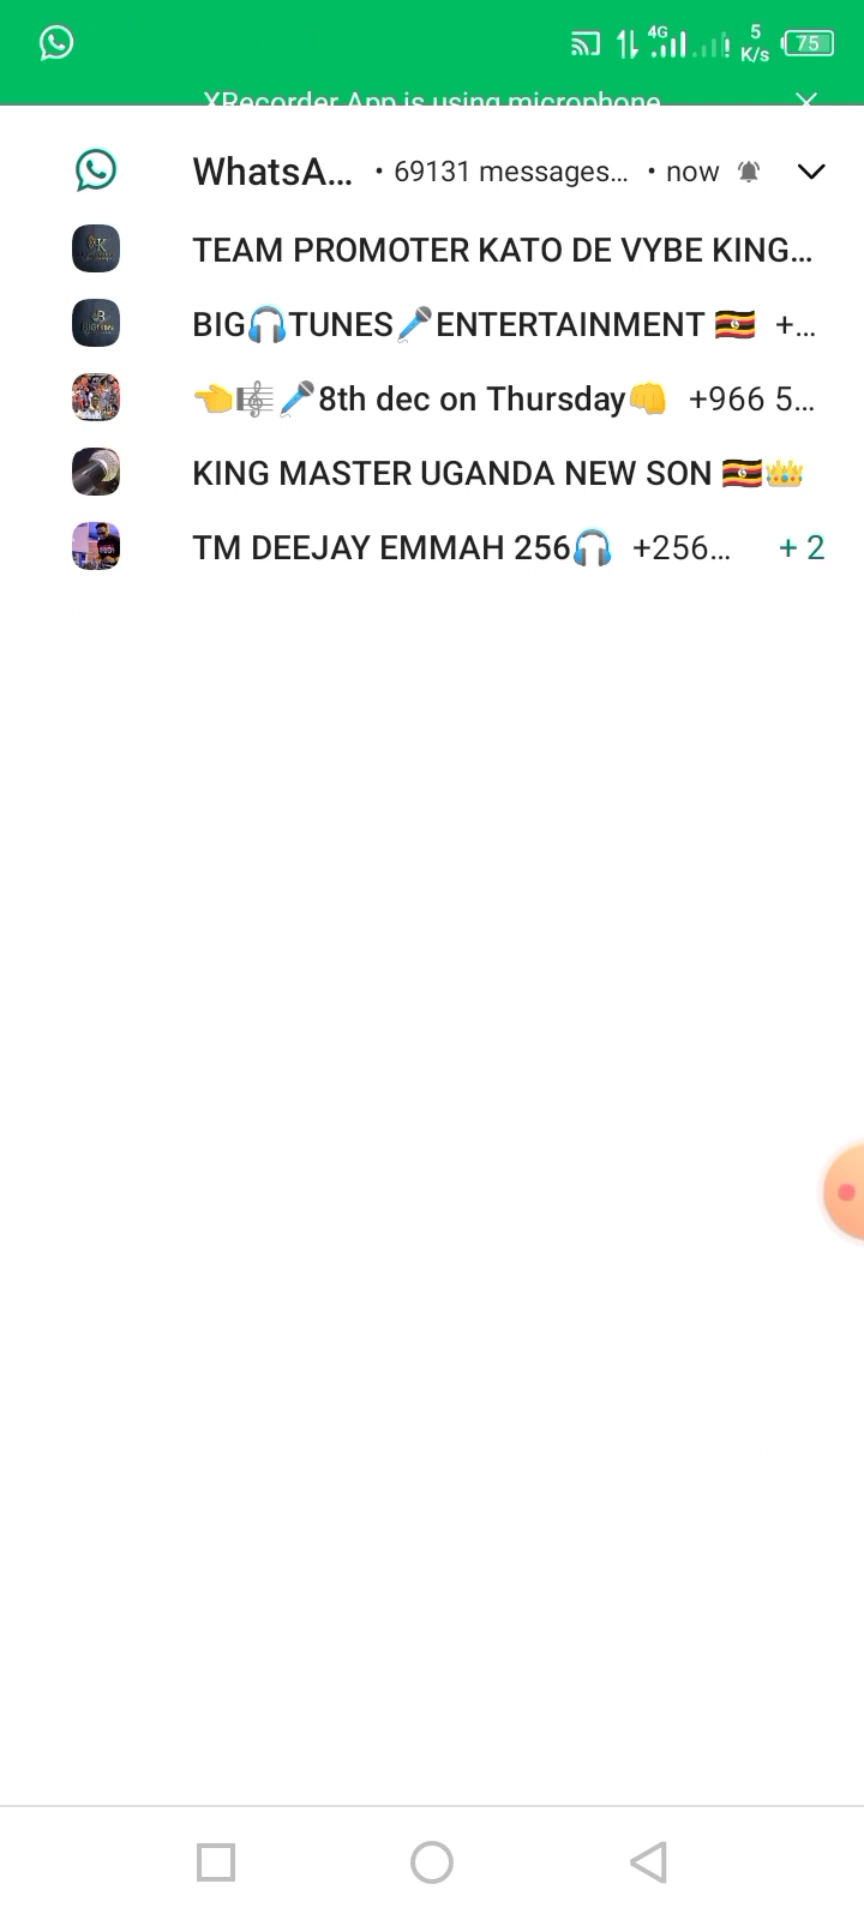 4G 5 K/s 75
XRecorder App is using microphone
WhatsA... • 69131 messages... • now
TEAM PROMOTER KATO DE VYBE KING...
BIG🎧TUNES🎤ENTERTAINMENT 🇺🇬 +...
👈🎼🎤8th dec on Thursday👊 +966 5...
KING MASTER UGANDA NEW SON 🇺🇬👑
TM DEEJAY EMMAH 256🎧 +256... + 2